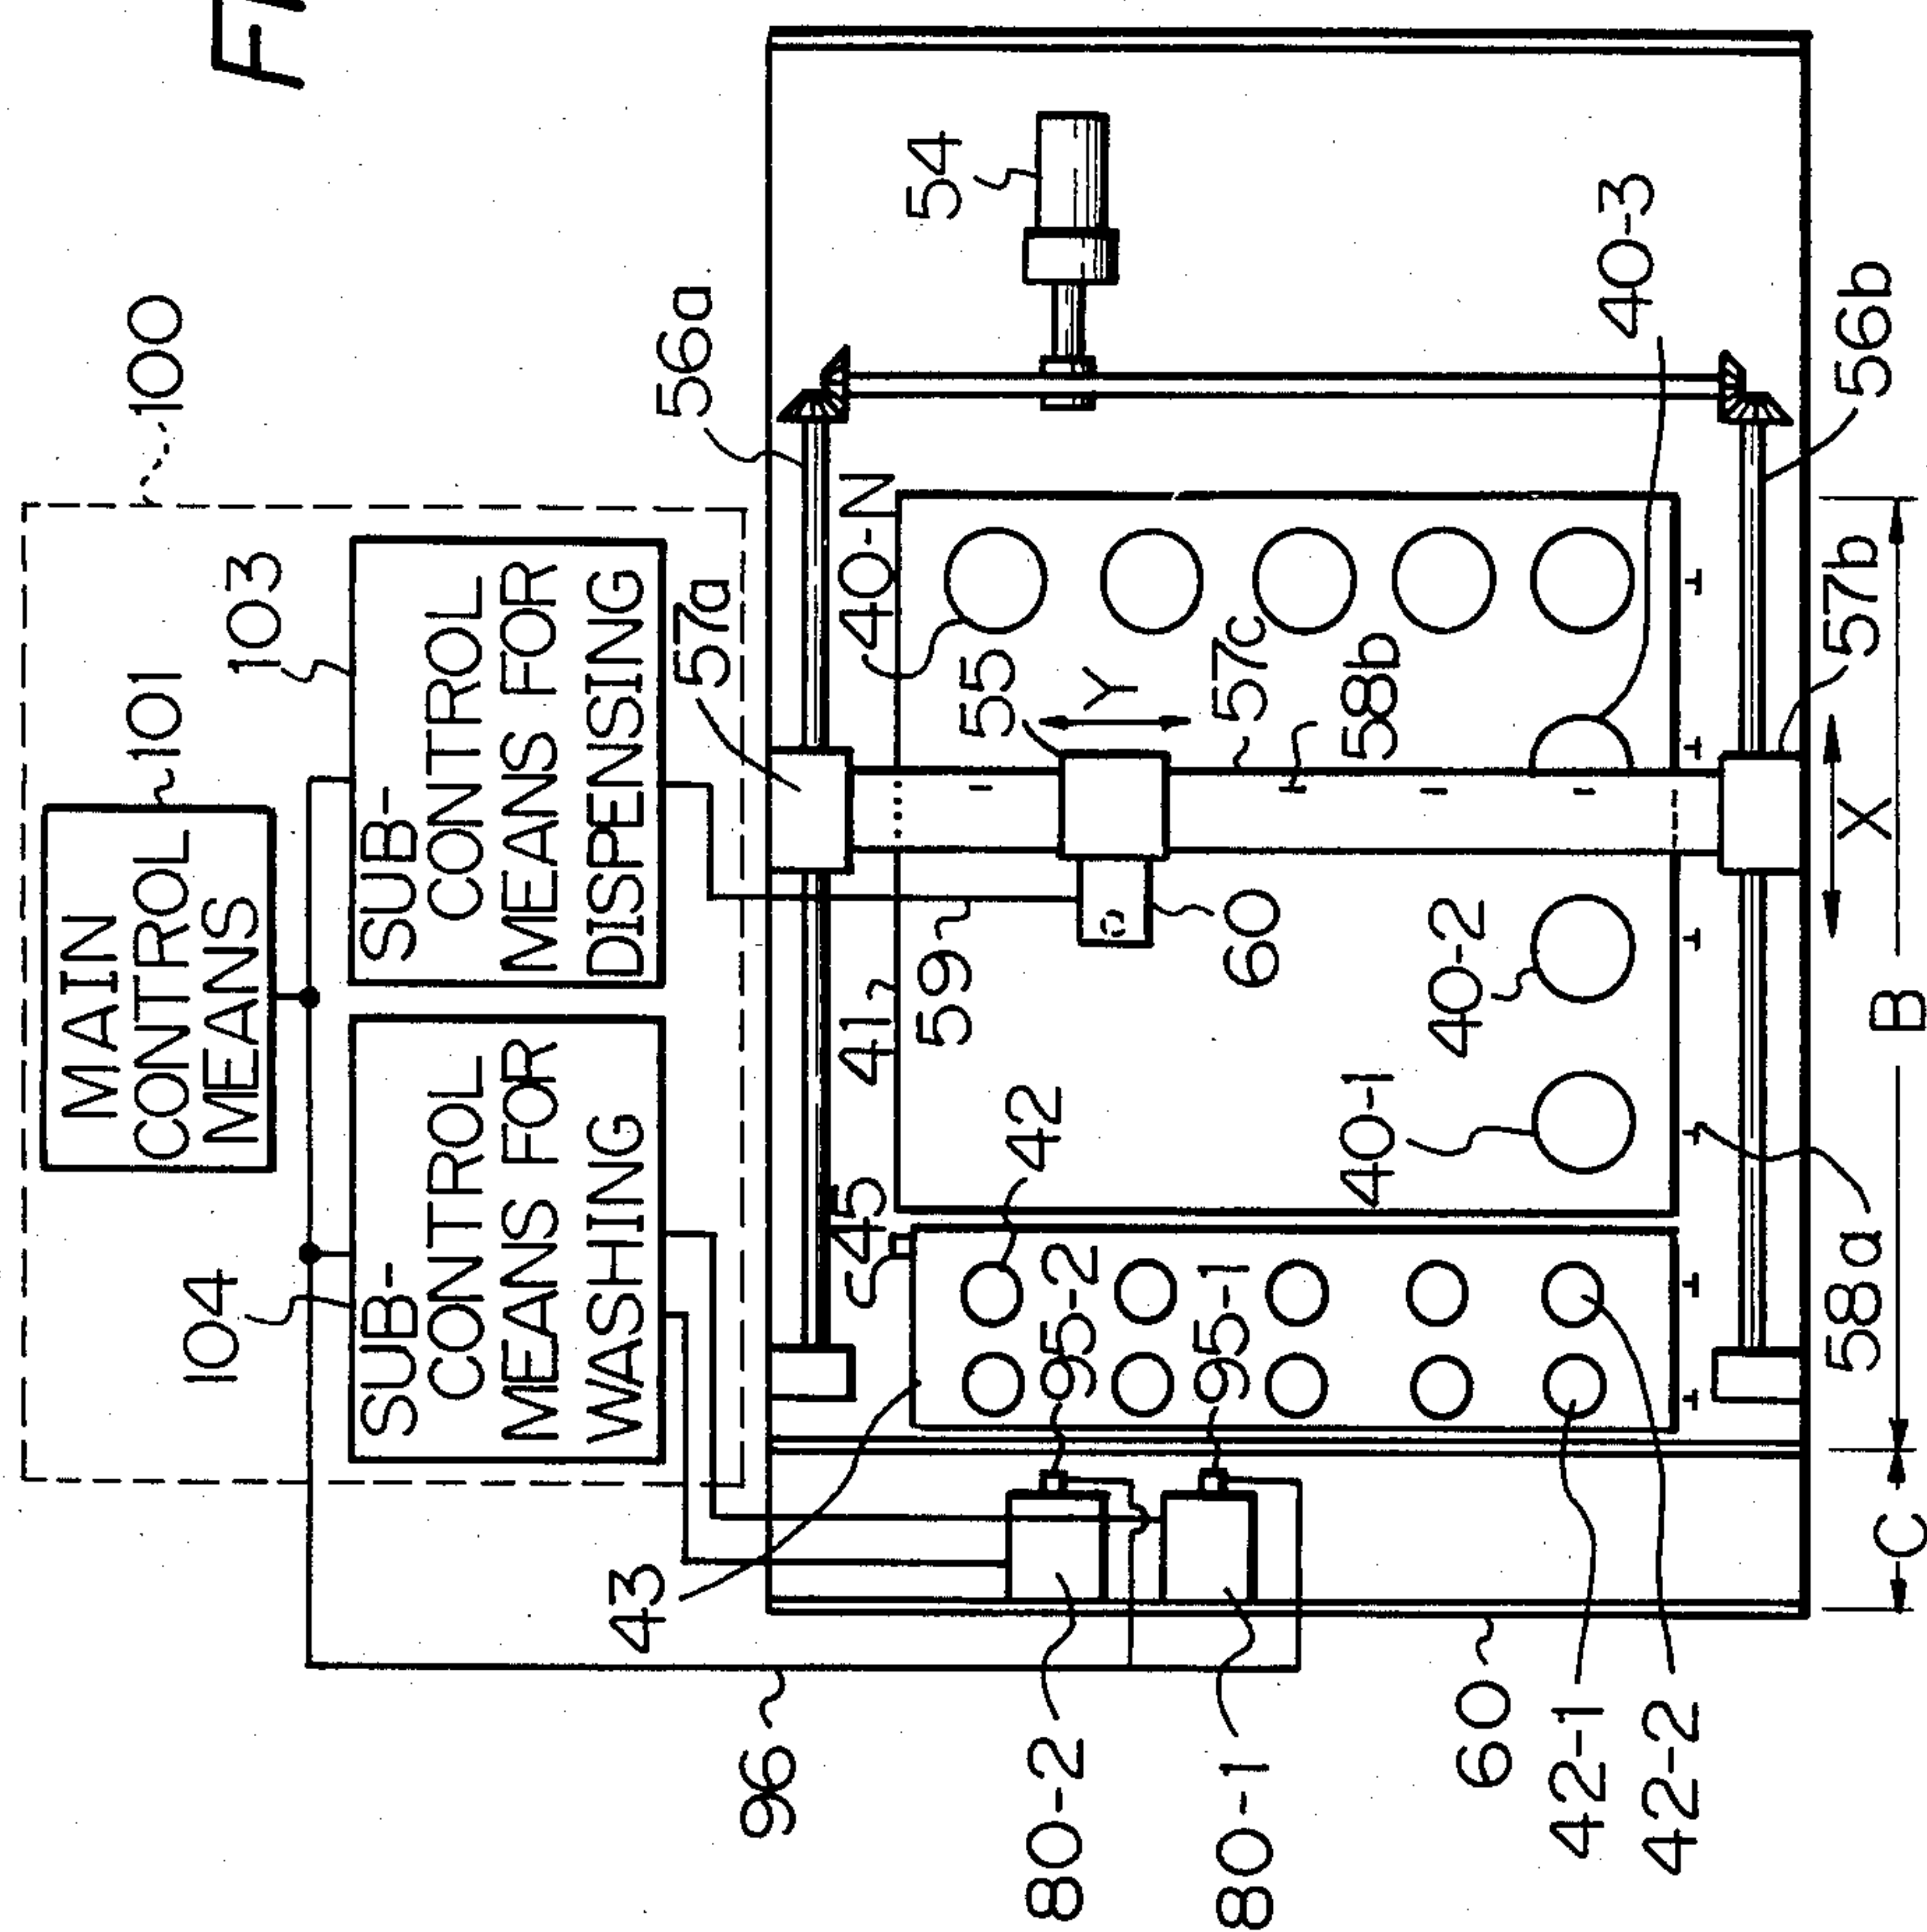 FI
MAIN
CONTROL
MEANS
101
100
104
103
SUB-
CONTROL
MEANS FOR
WASHING
SUB-
CONTROL
MEANS FOR
DISPENSING
43
57a
56a
96
45
41
40-N
54
59
55
42
80-2
95-2
Y
80-1
95-1
60
57c
40-1
58b
40-2
60
42-1
40-3
42-2
58a
X
57b
56b
C
B